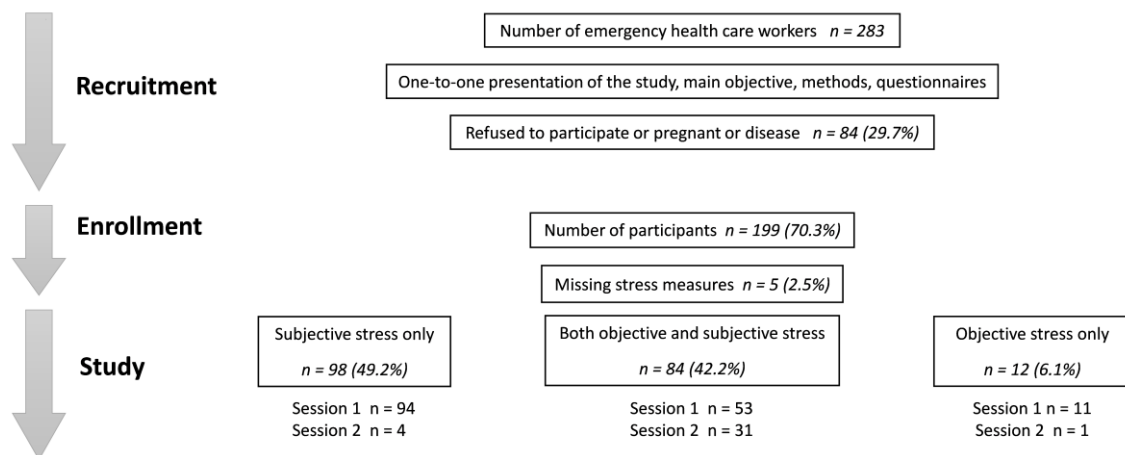 Number of emergency health care workers n = 283
Recruitment
One-to-one presentation of the study, main objective, methods, questionnaires
Refused to participate or pregnant or disease n = 84 (29.7%)
Enrollment
Number of participants n = 199 (70.3%)
Missing stress measures n = 5 (2.5%)
Study
Subjective stress only
n = 98 (49.2%)
Session 1 n = 94
Session 2 n = 4
Both objective and subjective stress
n = 84 (42.2%)
Session 1 n = 53
Session 2 n = 31
Objective stress only
n = 12 (6.1%)
Session 1 n = 11
Session 2 n = 1